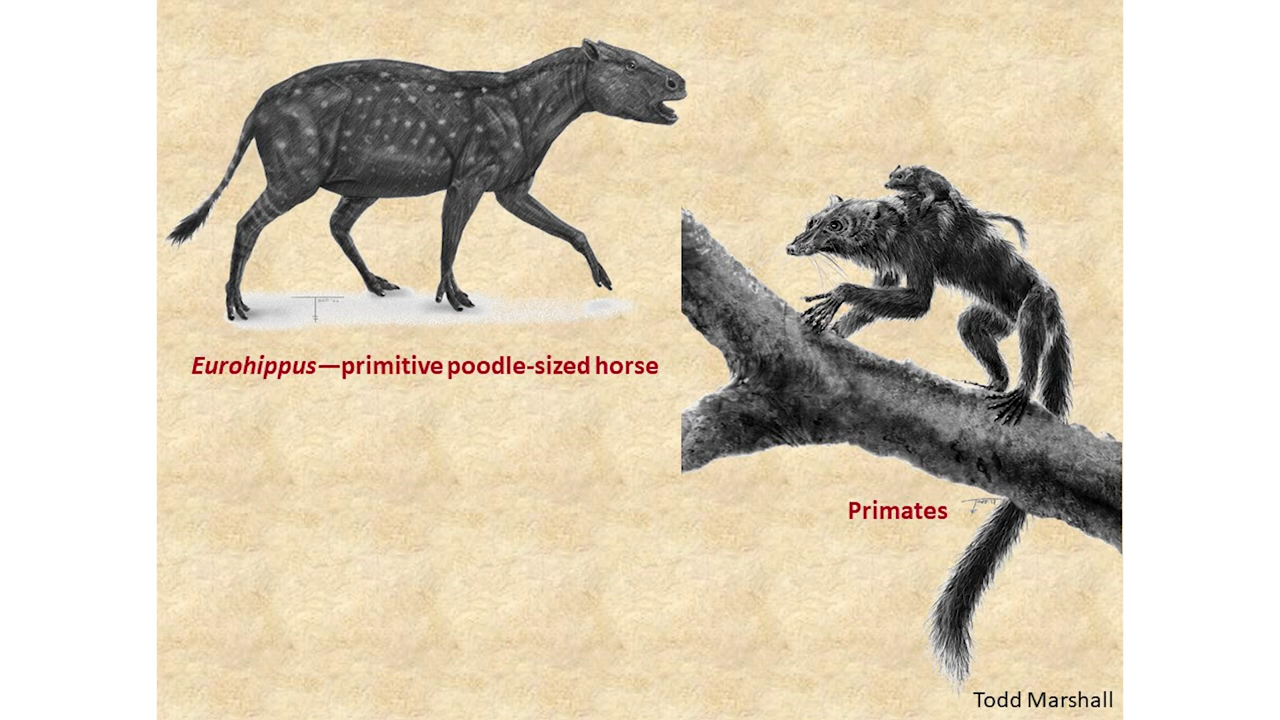 Eurohippus—primitive poodle-sized horse
Primates
Todd Marshall